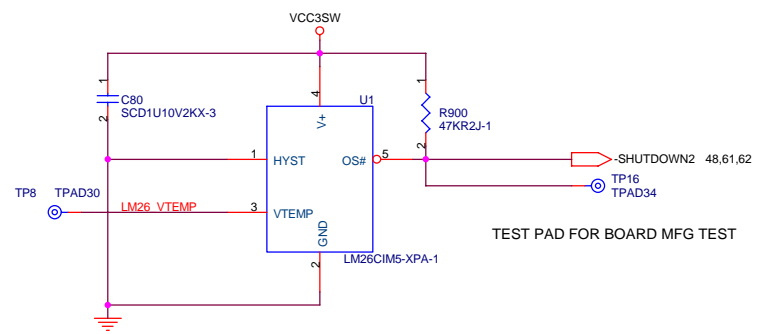 VCC3SW
1
C80
SCD1U10V2KX-3
2
4
U1
V+
1
R900
47KR2J-1
2
1
HYST
OS#
5
-SHUTDOWN2 48,61,62
TP16
TPAD34
TP8 TPAD30
LM26_VTEMP
3
VTEMP
GND
2
LM26CIM5-XPA-1
TEST PAD FOR BOARD MFG TEST